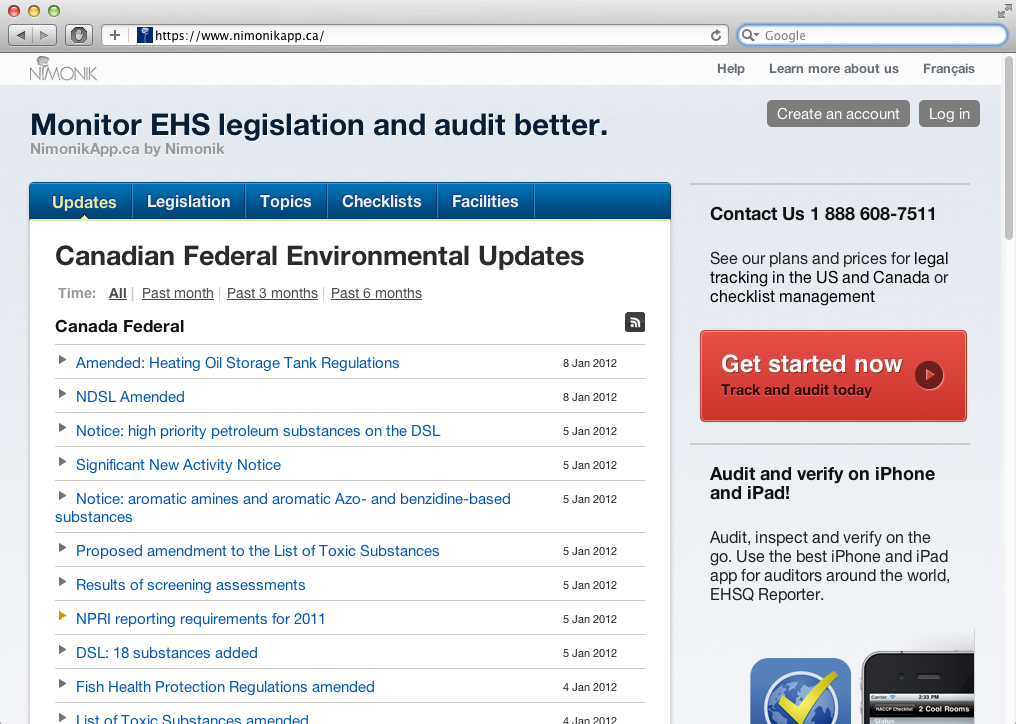 https://www.nimonikapp.ca/
Google
NIMONIK
Help
Learn more about us
Français
Monitor EHS legislation and audit better.
NimonikApp.ca by Nimonik
Create an account
Log in
Updates
Legislation
Topics
Checklists
Facilities
Canadian Federal Environmental Updates
Time: All | Past month | Past 3 months | Past 6 months
Canada Federal
Amended: Heating Oil Storage Tank Regulations 8 Jan 2012
NDSL Amended 8 Jan 2012
Notice: high priority petroleum substances on the DSL 5 Jan 2012
Significant New Activity Notice 5 Jan 2012
Notice: aromatic amines and aromatic Azo- and benzidine-based 5 Jan 2012
substances
Proposed amendment to the List of Toxic Substances 5 Jan 2012
Results of screening assessments 5 Jan 2012
NPRI reporting requirements for 2011 5 Jan 2012
DSL: 18 substances added 5 Jan 2012
Fish Health Protection Regulations amended 4 Jan 2012
List of Toxic Substances amended 4 Jan 2012
Contact Us 1 888 608-7511
See our plans and prices for legal
tracking in the US and Canada or
checklist management
Get started now
Track and audit today
Audit and verify on iPhone
and iPad!
Audit, inspect and verify on the
go. Use the best iPhone and iPad
app for auditors around the world,
EHSQ Reporter.
Carrier 2:33 PM
HACCP Checklist 2 Cool Rooms
Status